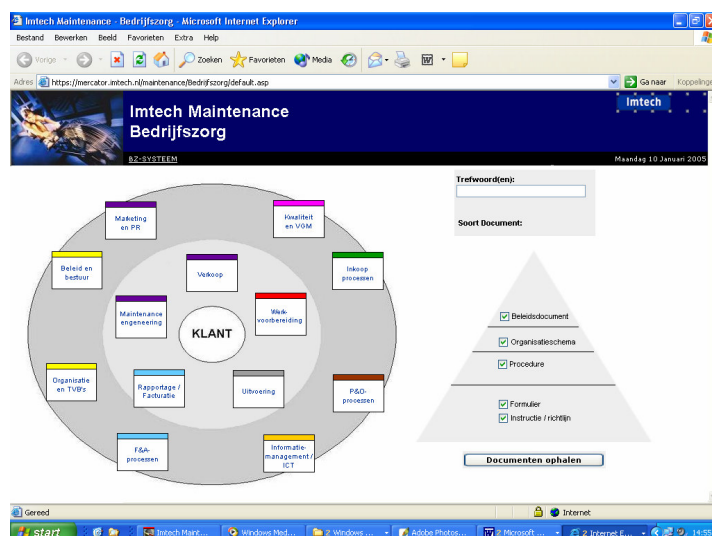 Imtech Maintenance - Bedrijfszorg - Microsoft Internet Explorer
Bestand Bewerken Beeld Favorieten Extra Help
Vorige Zoeken Favorieten Media
Adres https://mercator.imtech.nl/maintenance/Bedrijfszorg/default.asp Ga naar Koppelinge
Imtech Maintenance
Bedrijfszorg
Imtech
BZ-SYSTEEM
Maandag 10 Januari 2005
Trefwoord(en):
Soort Document:
Marketing
en PR
Kwaliteit
en VGM
Beleid en
bestuur
Verkoop
Inkoop
processen
Maintenance
engeneering
Werk-
voorbereiding
KLANT
Organisatie
en TVB's
Rapportage /
Facturatie
Uitvoering
P&O-
processen
F&A-
processen
Informatie-
management /
ICT
Beleidsdocument
Organisatieschema
Procedure
Formulier
Instructie / richtlijn
Documenten ophalen
Gereed Internet
start Imtech Maint... Windows Med... 2 Windows ... Adobe Photos... 2 Microsoft ... 2 Internet E... 14:55